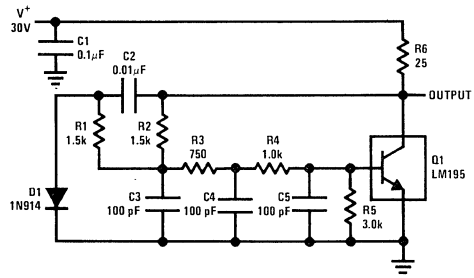 V+
30V
C1
0.1μF
C2
0.01μF
R6
25
OUTPUT
R1
1.5k
R2
1.5k
R3
750
R4
1.0k
Q1
LM195
D1
1N914
C3
100 pF
C4
100 pF
C5
100 pF
R5
3.0k